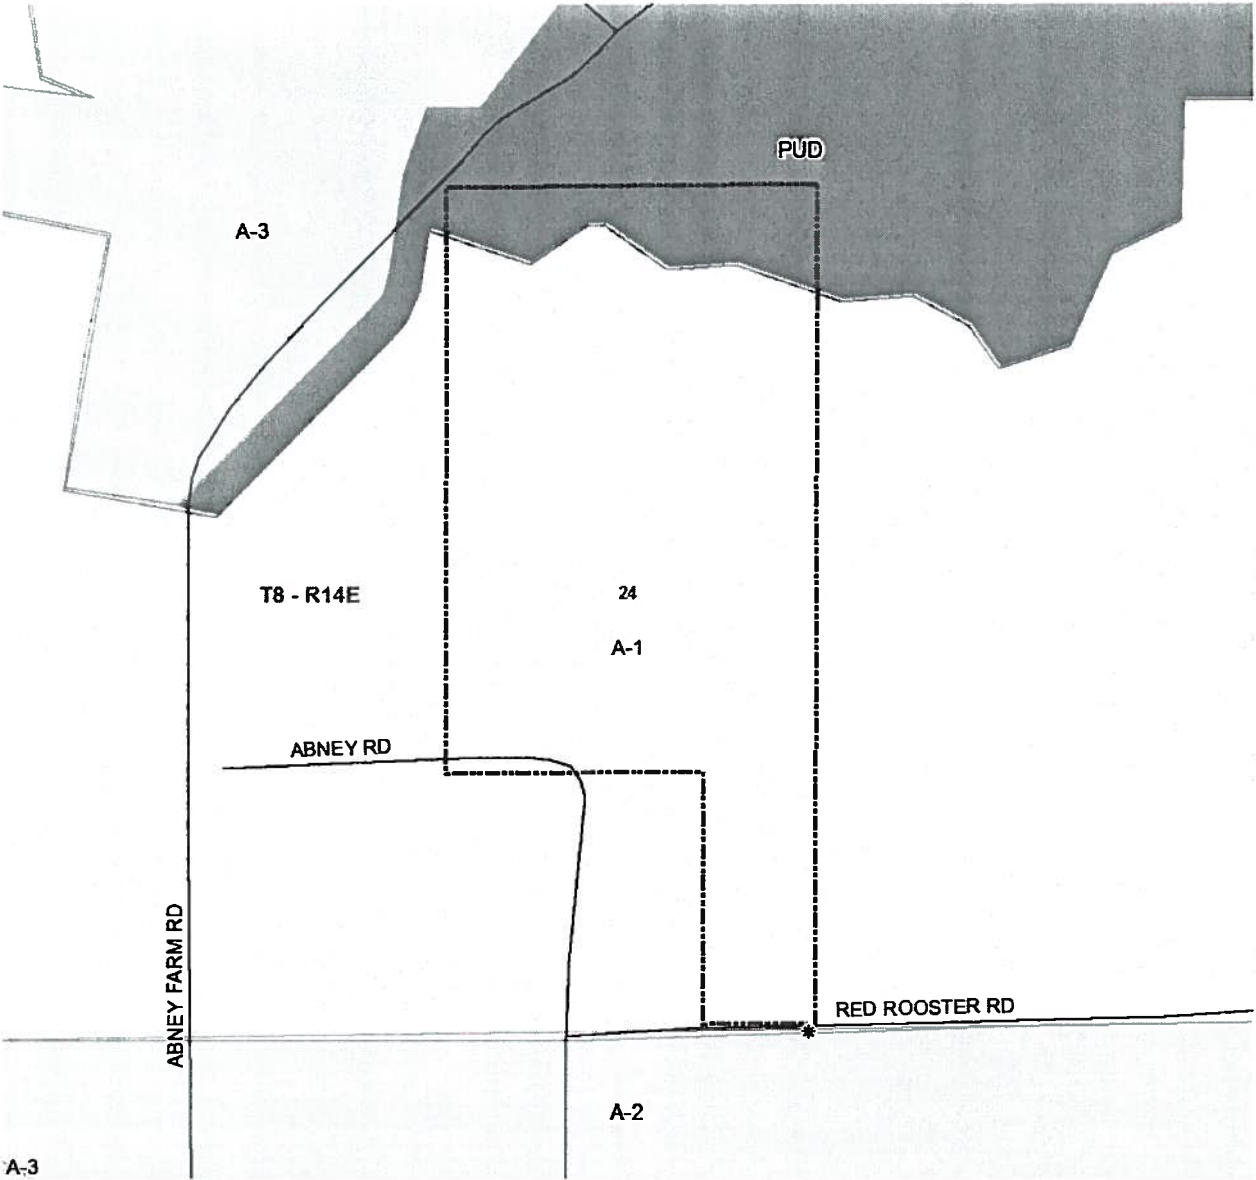 PUD
A-3
T8 - R14E
24
A-1
ABNEY RD
ABNEY FARM RD
RED ROOSTER RD
A-2
A-3